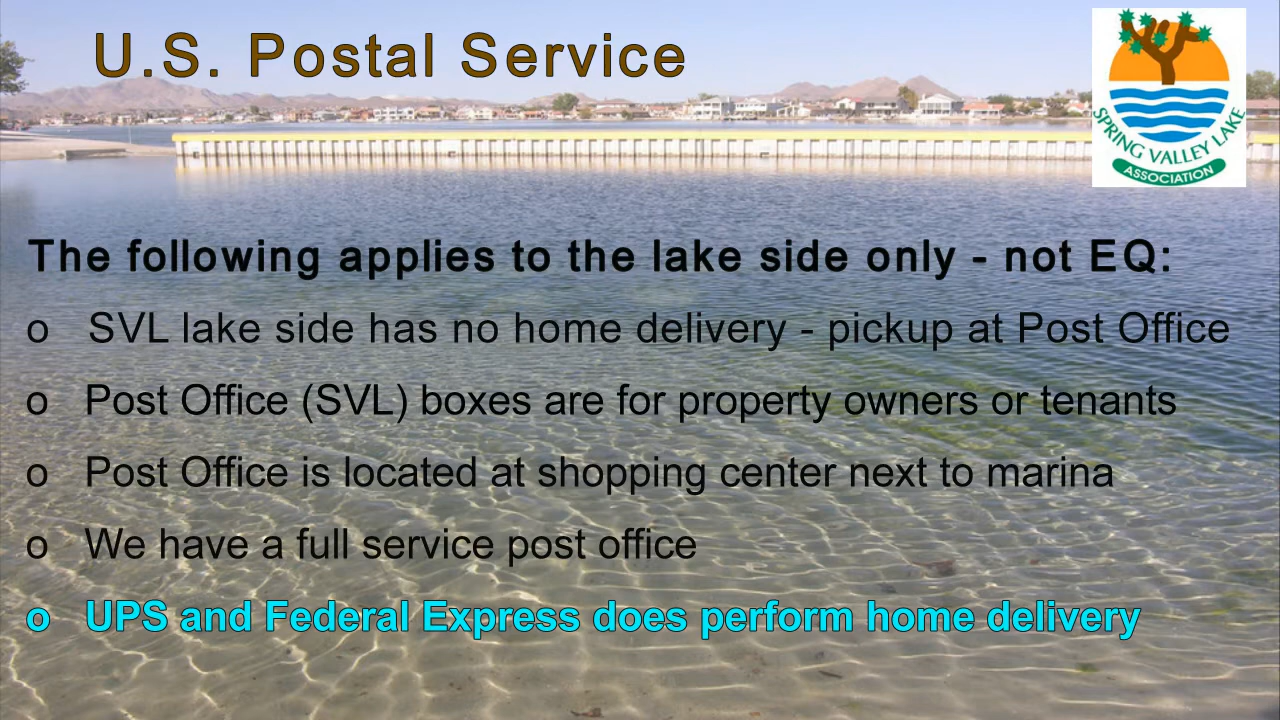 U.S. Postal Service
SPRING VALLEY LAKE
ASSOCIATION
The following applies to the lake side only - not EQ:
o SVL lake side has no home delivery - pickup at Post Office
o Post Office (SVL) boxes are for property owners or tenants
o Post Office is located at shopping center next to marina
o We have a full service post office
o UPS and Federal Express does perform home delivery